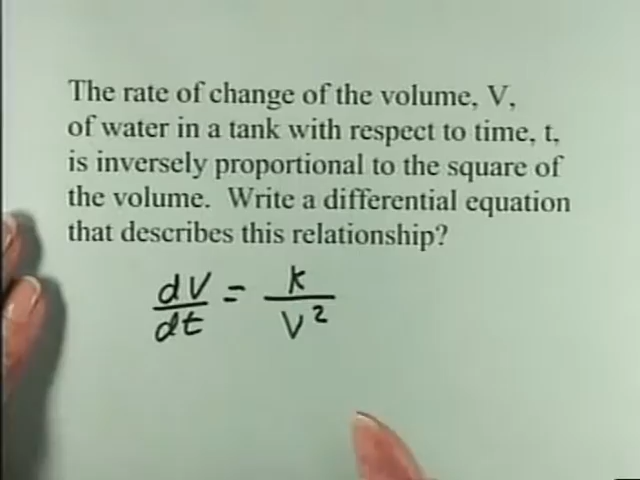 The rate of change of the volume, V,
of water in a tank with respect to time, t,
is inversely proportional to the square of
the volume. Write a differential equation
that describes this relationship?
dV/dt = k/V²